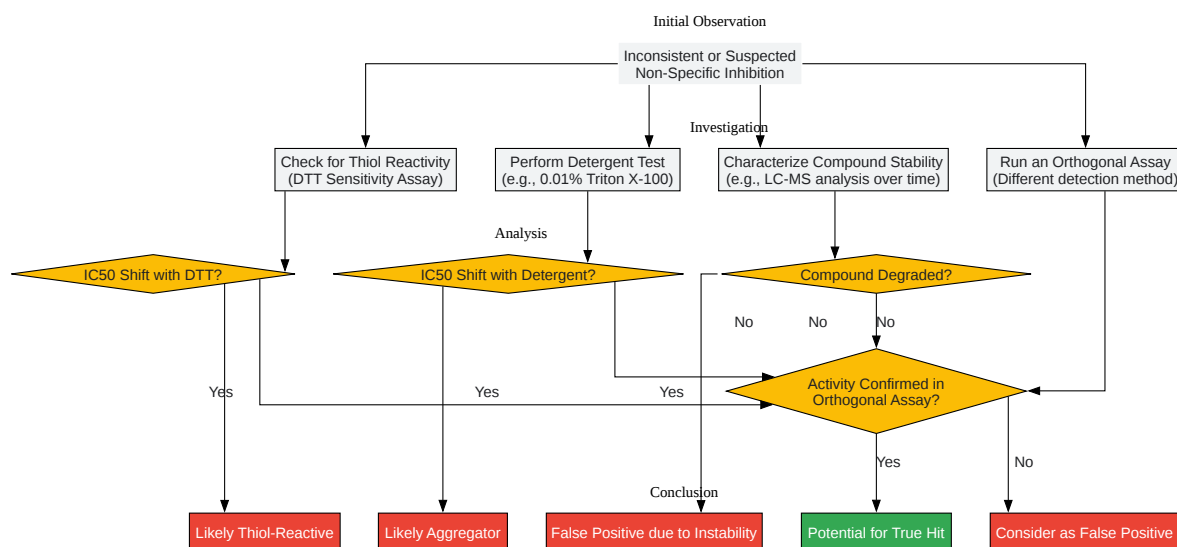 Initial Observation
Inconsistent or Suspected
Non-Specific Inhibition
Investigation
Check for Thiol Reactivity
(DTT Sensitivity Assay)
Perform Detergent Test
(e.g., 0.01% Triton X-100)
Characterize Compound Stability
(e.g., LC-MS analysis over time)
Run an Orthogonal Assay
(Different detection method)
Analysis
IC50 Shift with DTT?
IC50 Shift with Detergent?
Compound Degraded?
No
No
No
Yes
Yes
Yes
Activity Confirmed in
Orthogonal Assay?
Yes
No
Conclusion
Likely Thiol-Reactive
Likely Aggregator
False Positive due to Instability
Potential for True Hit
Consider as False Positive